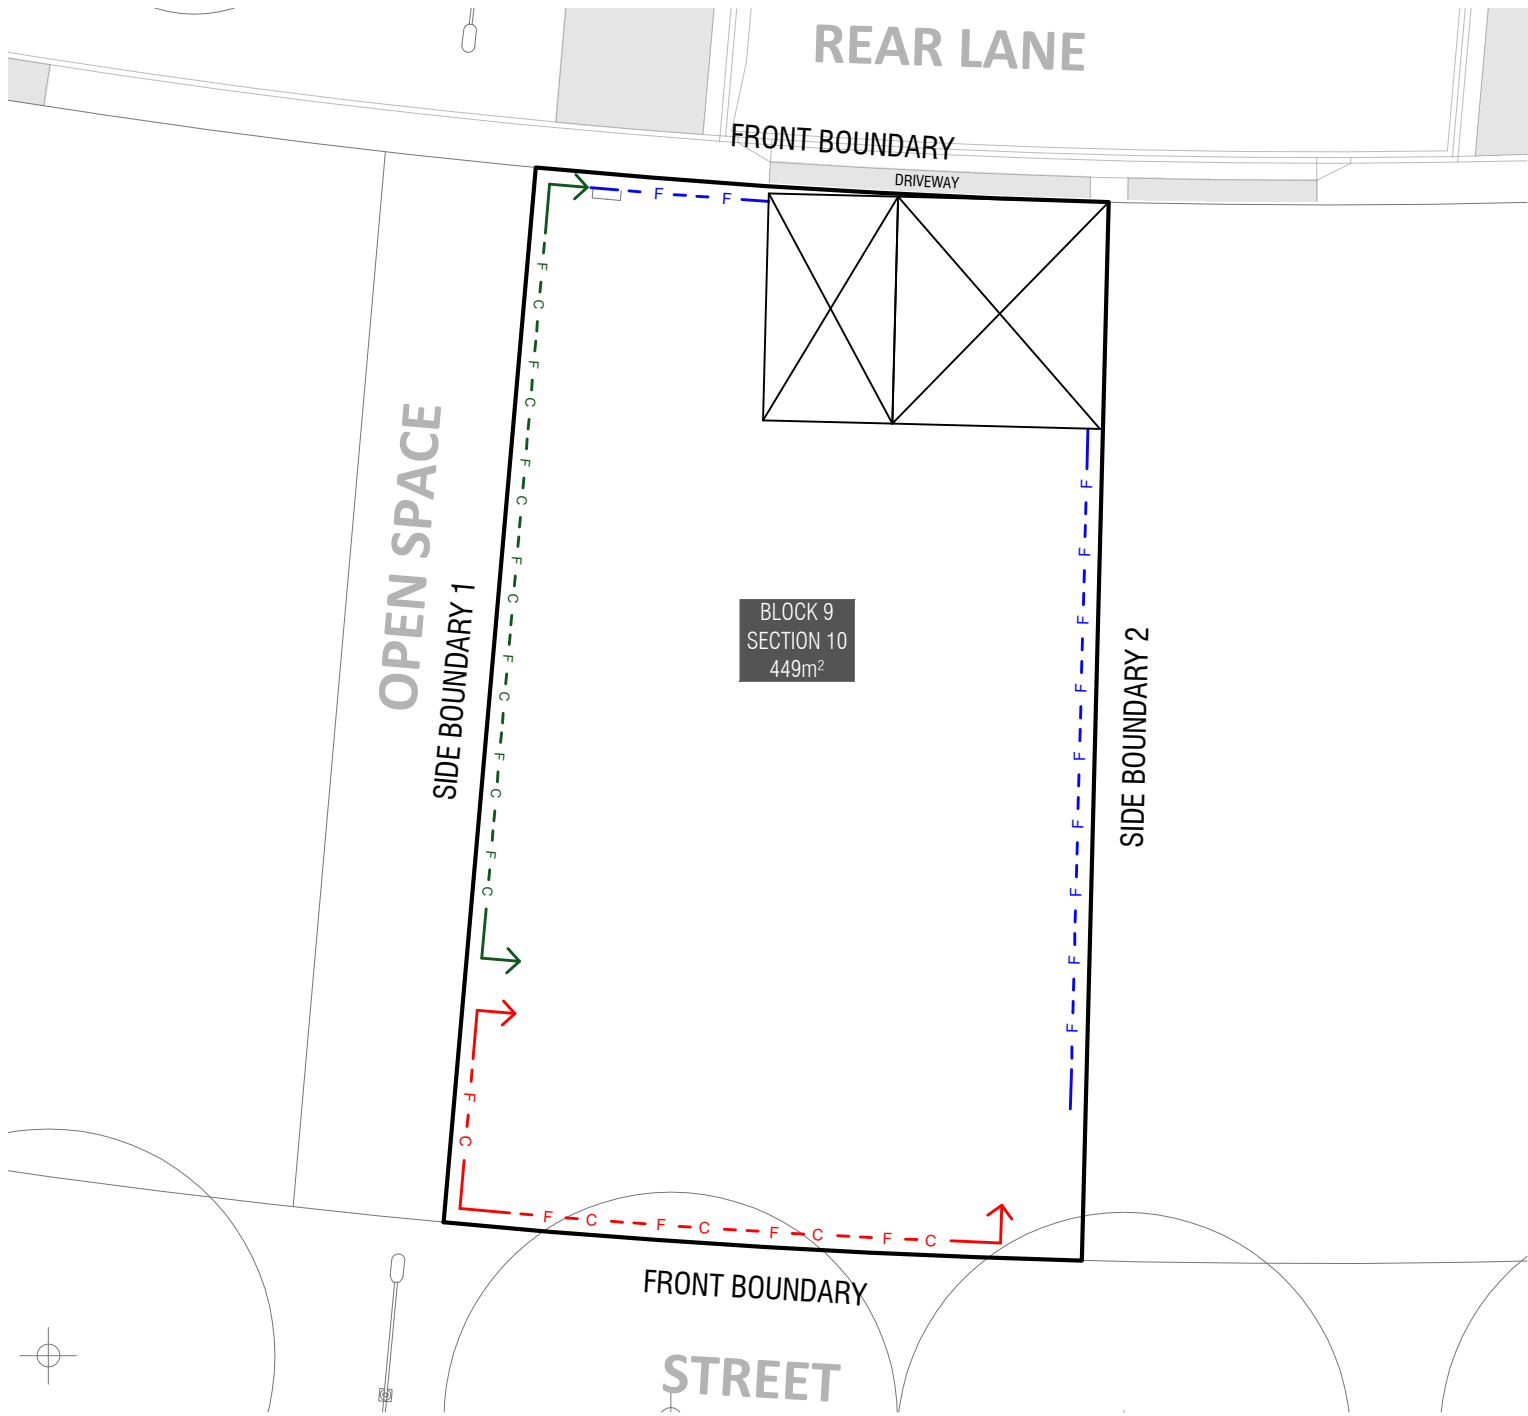 REAR LANE
FRONT BOUNDARY
DRIVEWAY
F F
F C F C F C F C F C F C F C
OPEN SPACE
SIDE BOUNDARY 1
BLOCK 9
SECTION 10
449m²
SIDE BOUNDARY 2
F F F F F F F F F
F C
F C F C F C F C
FRONT BOUNDARY
STREET